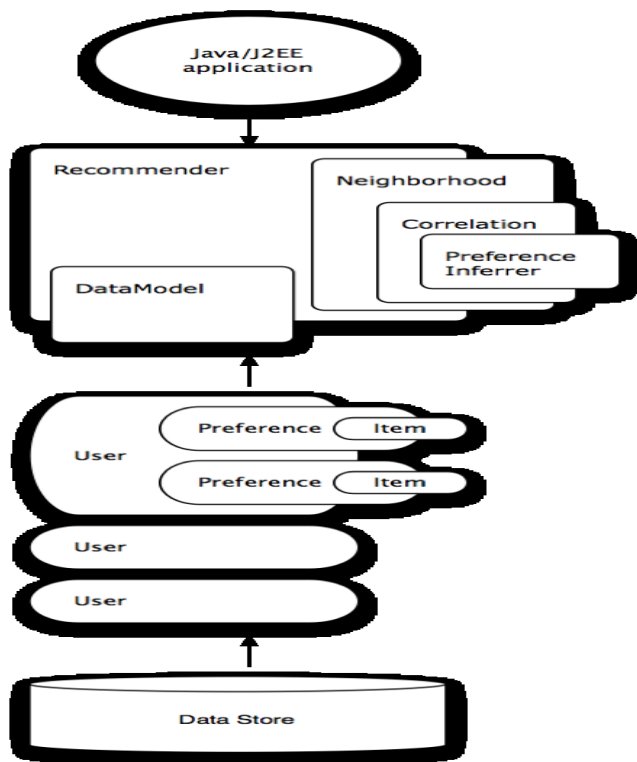 Java/J2EE
application
Recommender
Neighborhood
Correlation
Preference
Inferrer
DataModel
User
Preference
Item
Preference
Item
User
User
Data Store